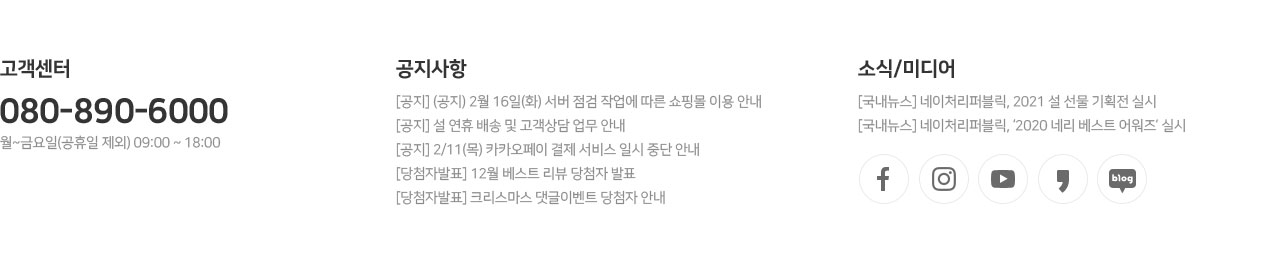 고객센터
080-890-6000
월~금요일(공휴일 제외) 09:00 ~ 18:00
공지사항
[공지] (공지) 2월 16일(화) 서버 점검 작업에 따른 쇼핑몰 이용 안내
[공지] 설 연휴 배송 및 고객상담 업무 안내
[공지] 2/11(목) 카카오페이 결제 서비스 일시 중단 안내
[당첨자발표] 12월 베스트 리뷰 당첨자 발표
[당첨자발표] 크리스마스 댓글이벤트 당첨자 안내
소식/미디어
[국내뉴스] 네이처리퍼블릭, 2021 설 선물 기획전 실시
[국내뉴스] 네이처리퍼블릭, ‘2020 네리 베스트 어워즈‘ 실시
blog